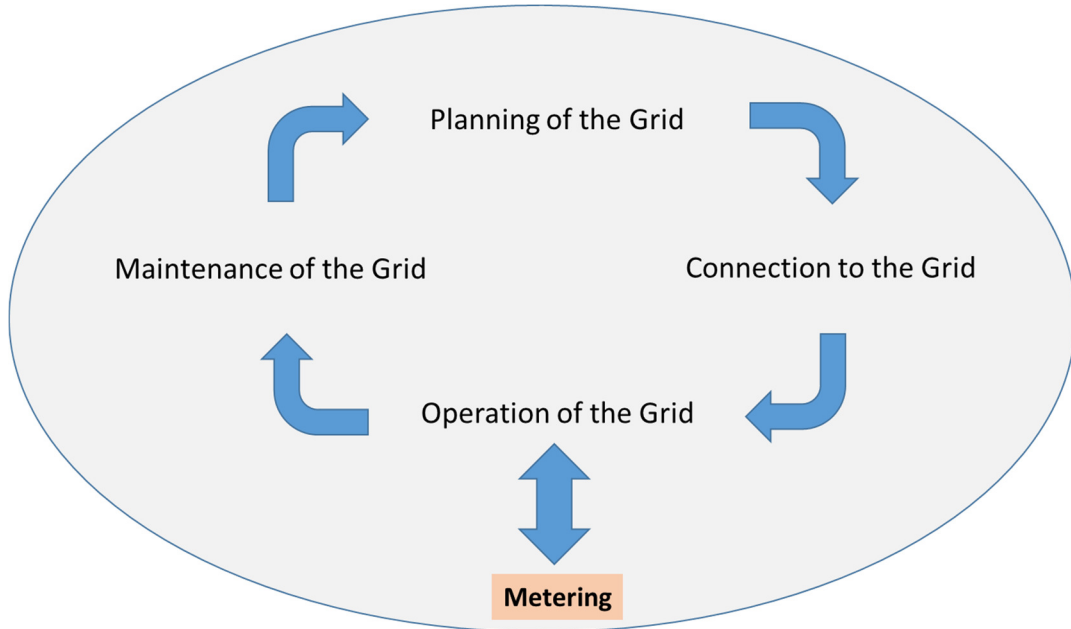 Planning of the Grid
Maintenance of the Grid
Connection to the Grid
Operation of the Grid
Metering